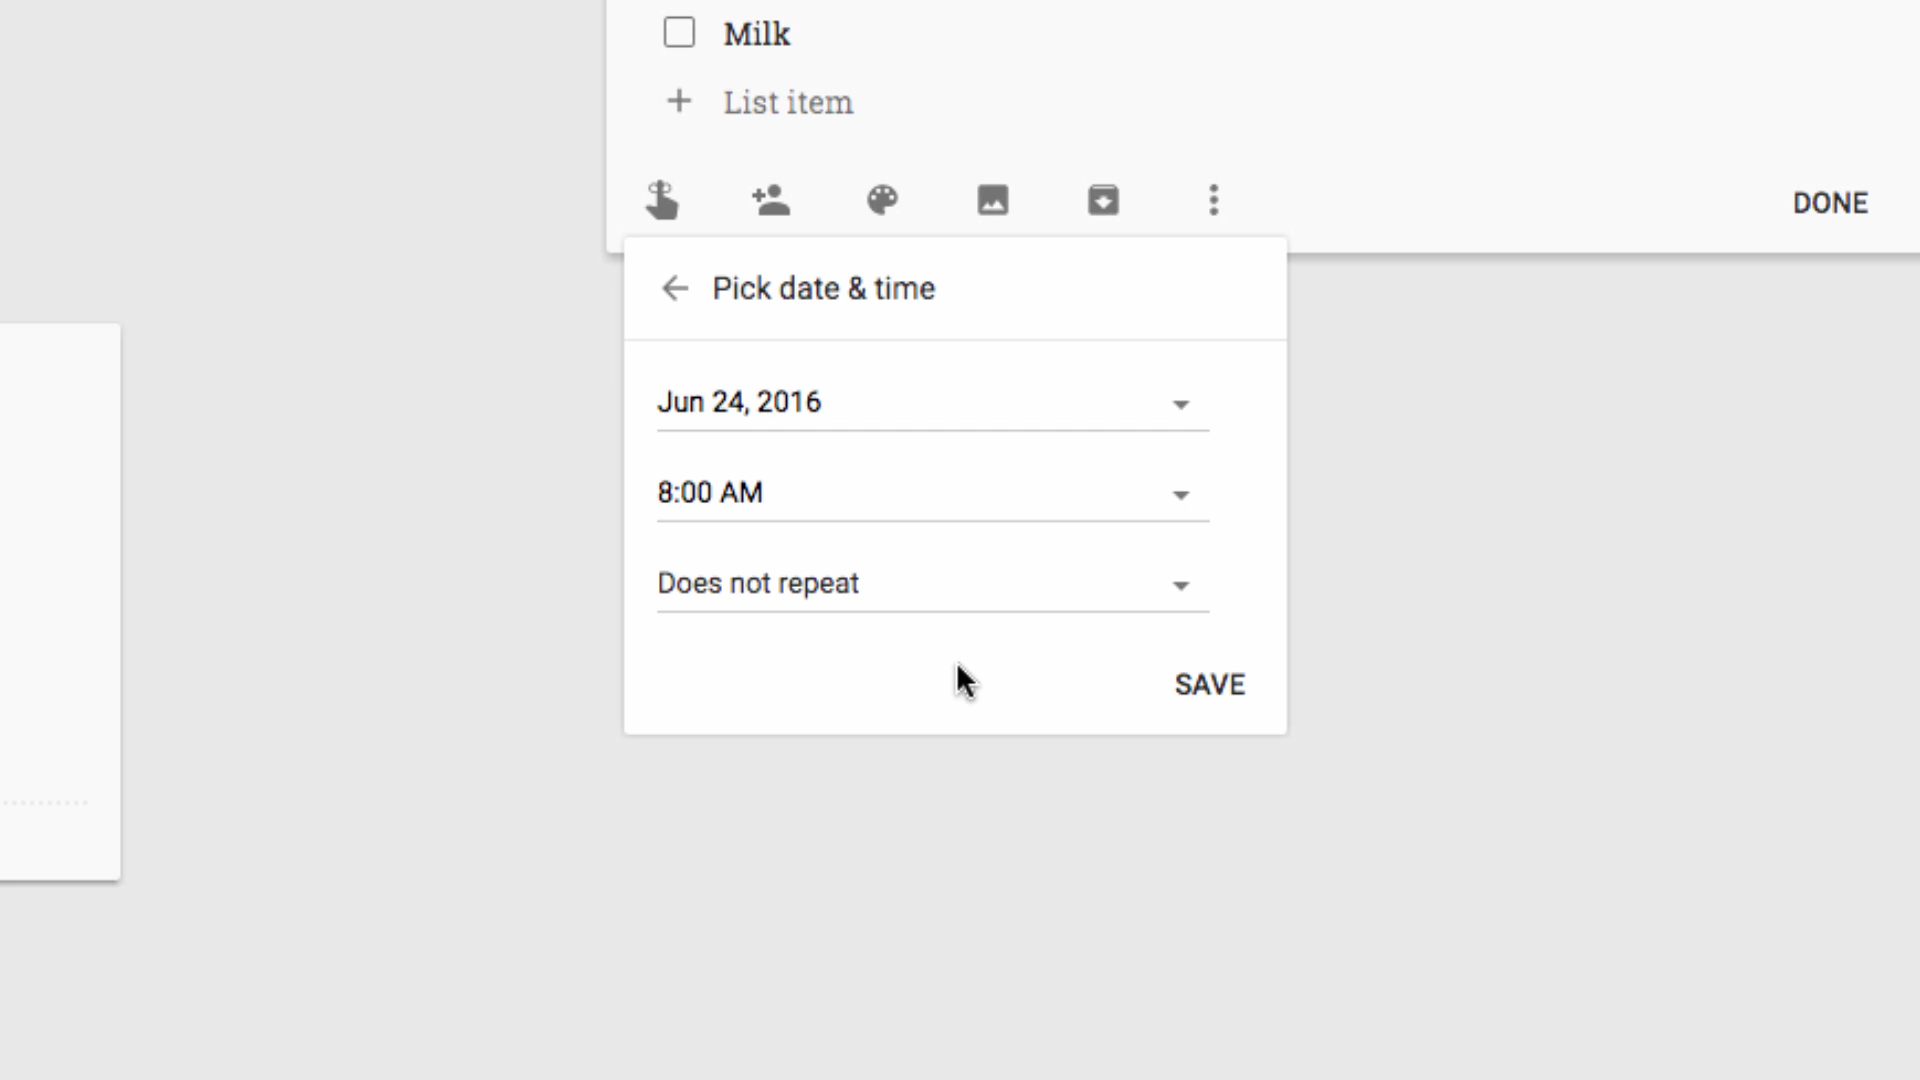 Milk
List item
DONE
Pick date & time
Jun 24, 2016
8:00 AM
Does not repeat
SAVE